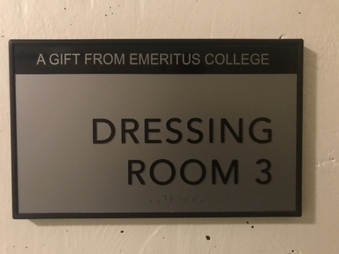 A GIFT FROM EMERITUS COLLEGE
DRESSING
ROOM 3